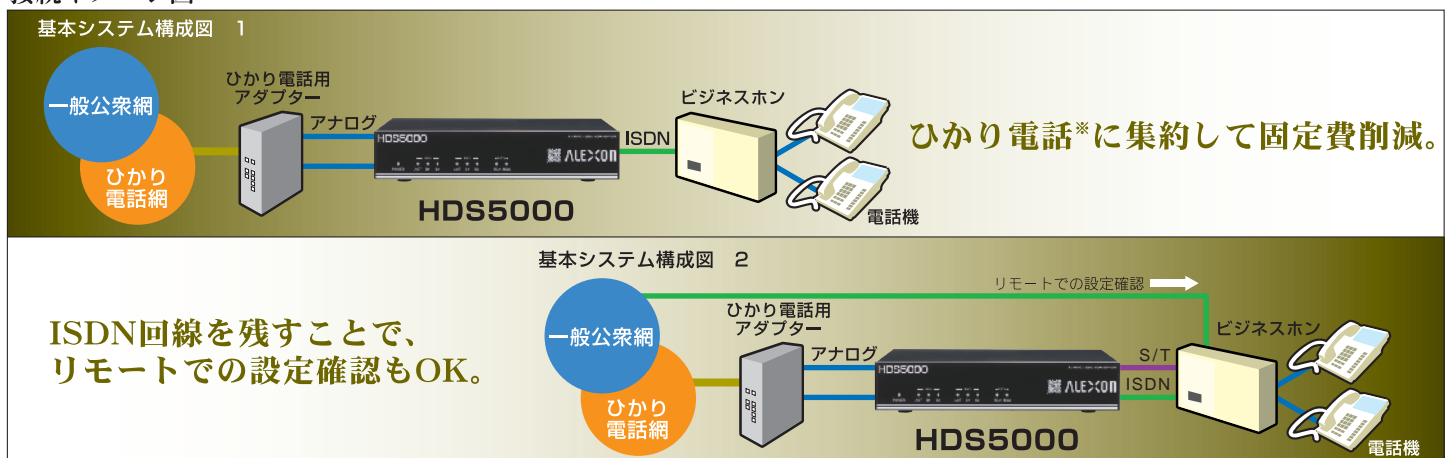 基本システム構成図 1
一般公衆網
ひかり
電話網
ひかり電話用
アダプター
アナログ
HDS5000
ALEXON
HDS5000
ISDN
ビジネスホン
電話機
ひかり電話※に集約して固定費削減。
基本システム構成図 2
ISDN回線を残すことで、
リモートでの設定確認もOK。
リモートでの設定確認
一般公衆網
ひかり
電話網
ひかり電話用
アダプター
アナログ
HDS5000
ALEXON
HDS5000
S/T
ISDN
ビジネスホン
電話機